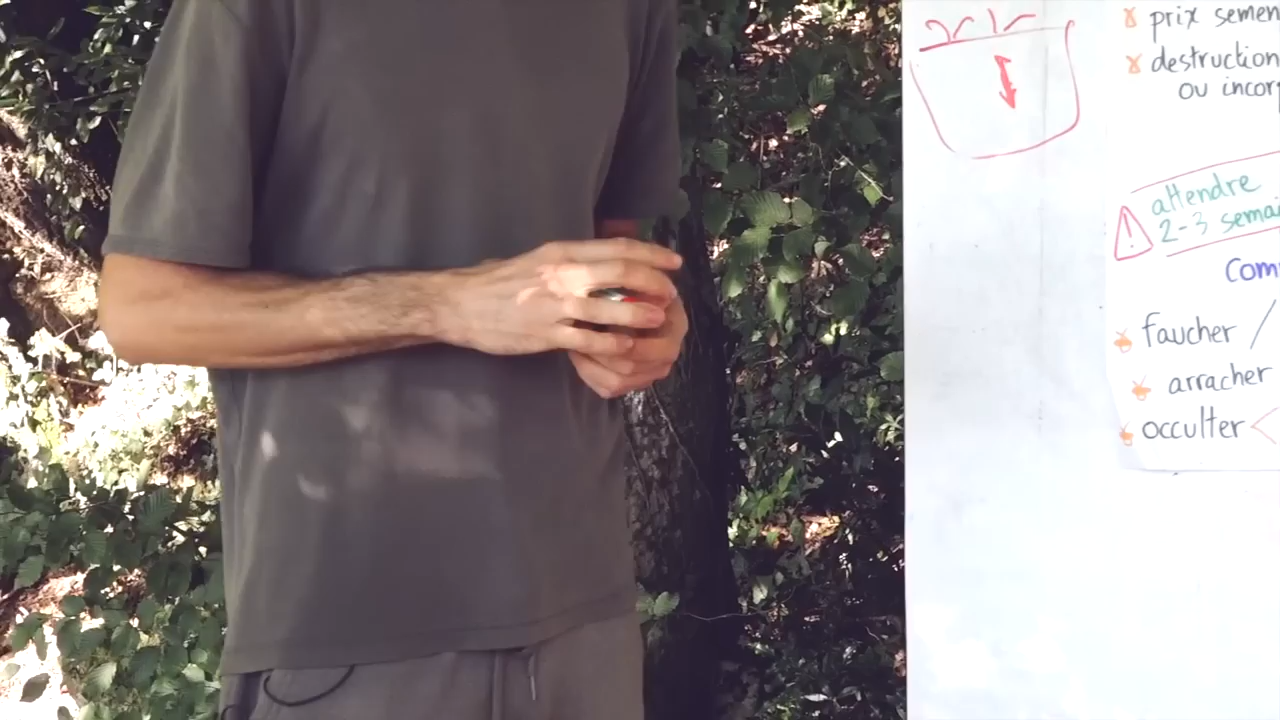 prix semen
destruction
ou incorp
attendre
2-3 semai
Com
faucher /
arracher
occulter <